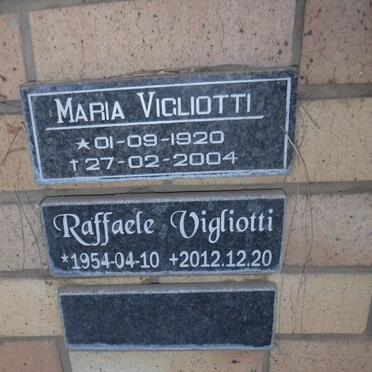 MARIA VIGLIOTTI
★01-09-1920
†27-02-2004
Raffaele Vigliotti
*1954-04-10 +2012.12.20